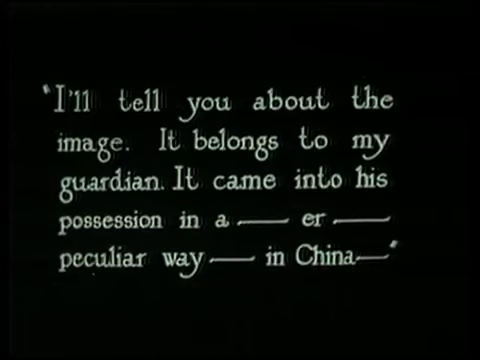 "I'll tell you about the
image. It belongs to my
guardian. It came into his
possession in a — er —
peculiar way — in China—"